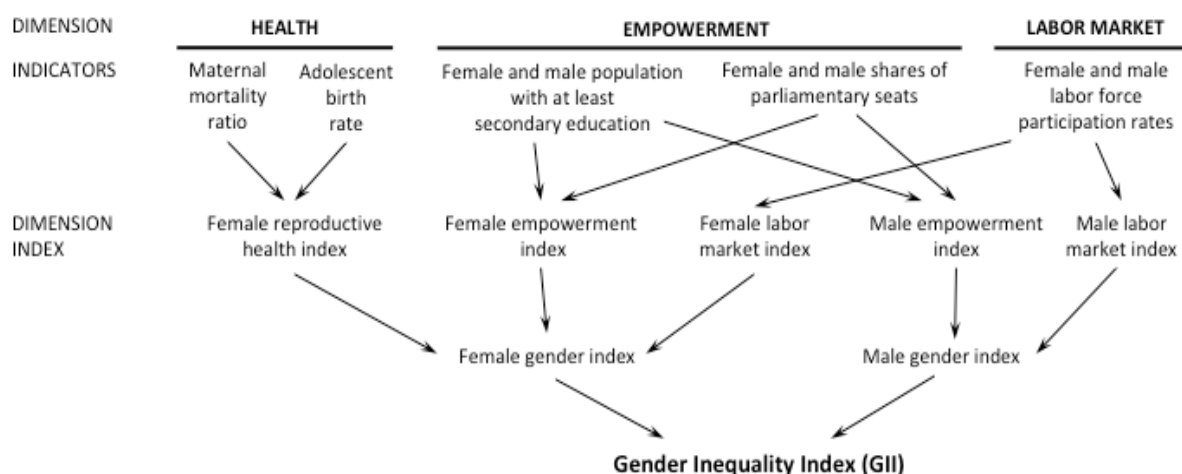 DIMENSION HEALTH EMPOWERMENT LABOR MARKET
INDICATORS
Maternal
mortality
ratio
Adolescent
birth
rate
Female and male population
with at least
secondary education
Female and male shares of
parliamentary seats
Female and male
labor force
participation rates
DIMENSION
INDEX
Female reproductive
health index
Female empowerment
index
Female labor
market index
Male empowerment
index
Male labor
market index
Female gender index
Male gender index
Gender Inequality Index (GII)